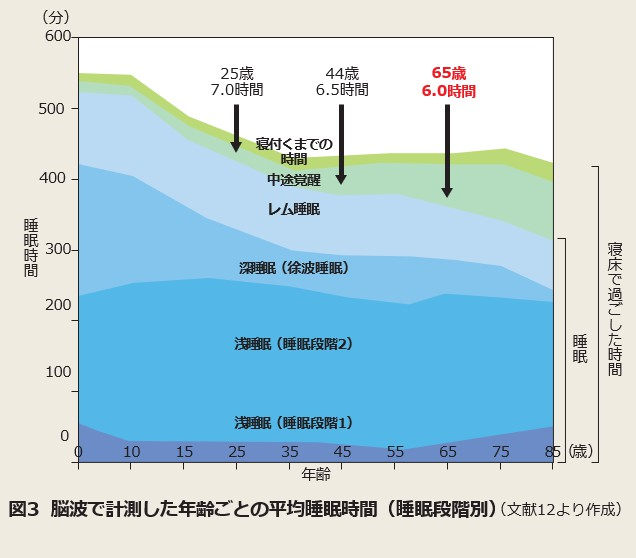 （分）
600
500
400
300
200
100
0
睡眠時間
25歳
7.0時間
44歳
6.5時間
65歳
6.0時間
寝付くまでの
時間
中途覚醒
レム睡眠
深睡眠（徐波睡眠）
浅睡眠（睡眠段階2）
浅睡眠（睡眠段階1）
睡眠
寝床で過ごした時間
0 10 15 25 35 45 55 65 75 85（歳）
年齢
図3 脳波で計測した年齢ごとの平均睡眠時間（睡眠段階別）（文献12より作成）